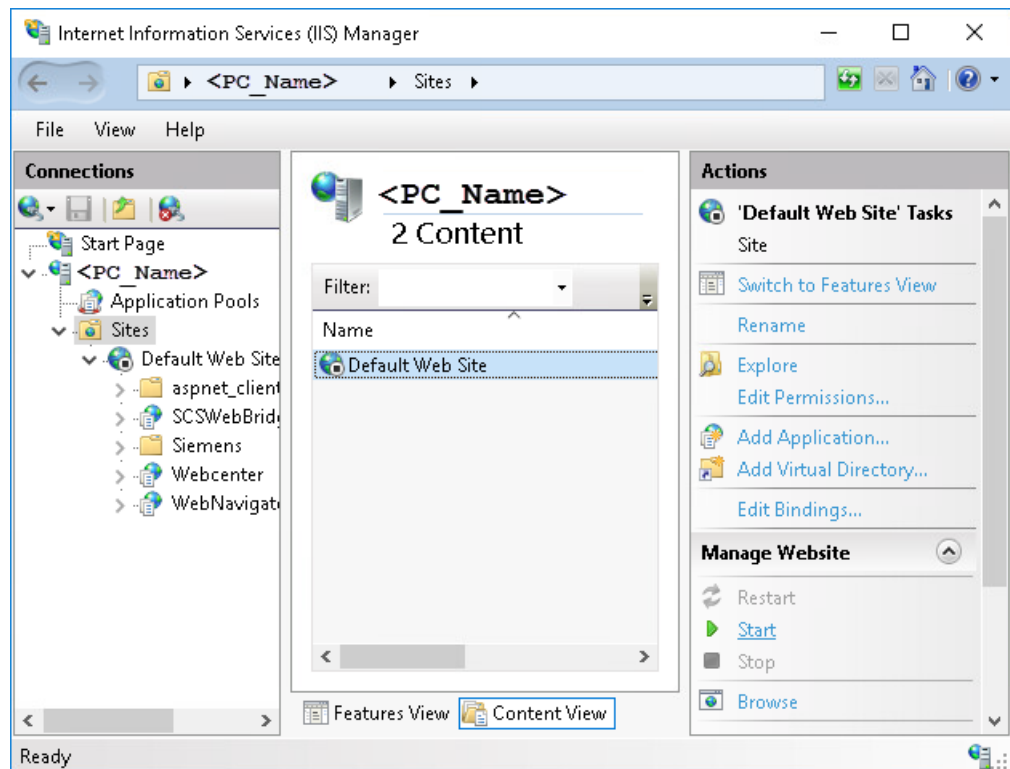 Internet Information Services (IIS) Manager
<PC_Name> Sites
File View Help
Connections
Start Page
<PC_Name>
Application Pools
Sites
Default Web Site
aspnet_client
SCSWebBridg
Siemens
Webcenter
WebNavigat
<PC_Name>
2 Content
Filter:
Name
Default Web Site
Features View Content View
Actions
'Default Web Site' Tasks
Site
Switch to Features View
Rename
Explore
Edit Permissions...
Add Application...
Add Virtual Directory...
Edit Bindings...
Manage Website
Restart
Start
Stop
Browse
Ready